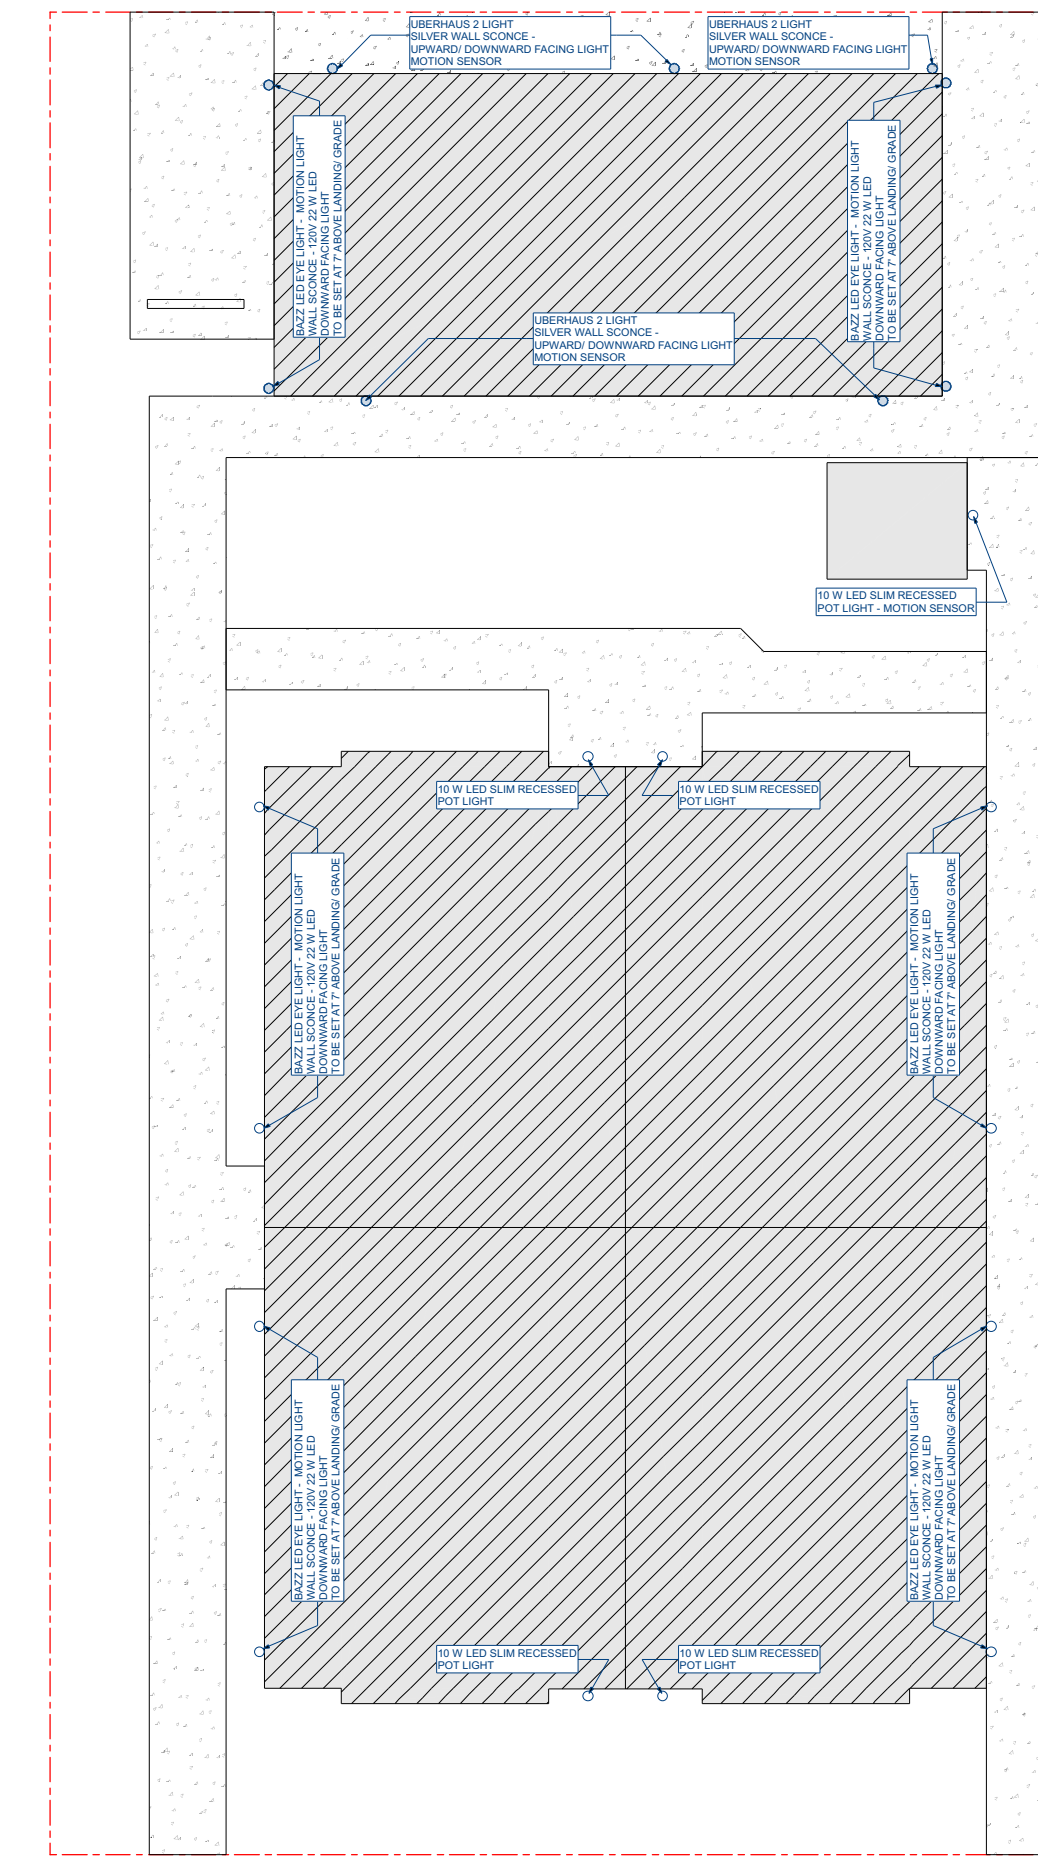 UBERHAUS 2 LIGHT
SILVER WALL SCONCE -
UPWARD/ DOWNWARD FACING LIGHT
MOTION SENSOR
UBERHAUS 2 LIGHT
SILVER WALL SCONCE -
UPWARD/ DOWNWARD FACING LIGHT
MOTION SENSOR
BAZZ LED EYE LIGHT - MOTION LIGHT
WALL SCONCE - 120V 22 W LED
DOWNWARD FACING LIGHT
TO BE SET AT 7' ABOVE LANDING/ GRADE
BAZZ LED EYE LIGHT - MOTION LIGHT
WALL SCONCE - 120V 22 W LED
DOWNWARD FACING LIGHT
TO BE SET AT 7' ABOVE LANDING/ GRADE
UBERHAUS 2 LIGHT
SILVER WALL SCONCE -
UPWARD/ DOWNWARD FACING LIGHT
MOTION SENSOR
10 W LED SLIM RECESSED
POT LIGHT - MOTION SENSOR
10 W LED SLIM RECESSED
POT LIGHT
10 W LED SLIM RECESSED
POT LIGHT
BAZZ LED EYE LIGHT - MOTION LIGHT
WALL SCONCE - 120V 22 W LED
DOWNWARD FACING LIGHT
TO BE SET AT 7' ABOVE LANDING/ GRADE
BAZZ LED EYE LIGHT - MOTION LIGHT
WALL SCONCE - 120V 22 W LED
DOWNWARD FACING LIGHT
TO BE SET AT 7' ABOVE LANDING/ GRADE
BAZZ LED EYE LIGHT - MOTION LIGHT
WALL SCONCE - 120V 22 W LED
DOWNWARD FACING LIGHT
TO BE SET AT 7' ABOVE LANDING/ GRADE
BAZZ LED EYE LIGHT - MOTION LIGHT
WALL SCONCE - 120V 22 W LED
DOWNWARD FACING LIGHT
TO BE SET AT 7' ABOVE LANDING/ GRADE
10 W LED SLIM RECESSED
POT LIGHT
10 W LED SLIM RECESSED
POT LIGHT